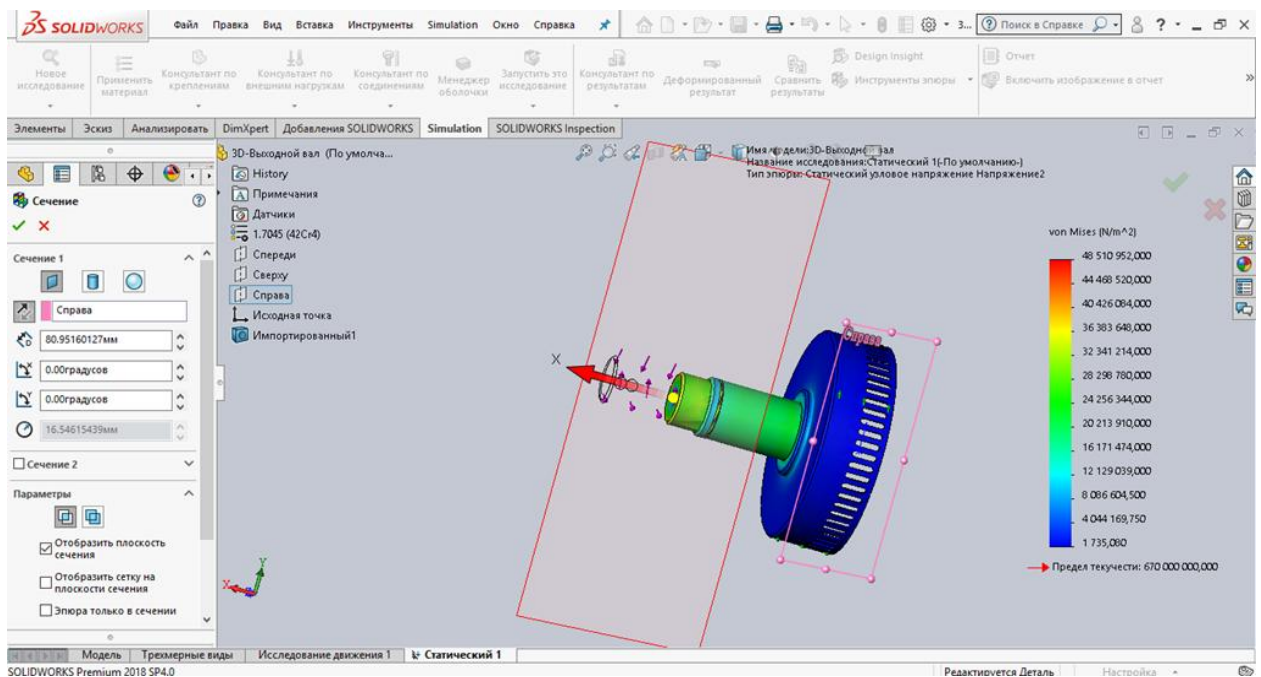 SOLIDWORKS
Файл Правка Вид Вставка Инструменты Simulation Окно Справка
З...
Поиск в Справке
?
Новое исследование
Применить материал
Консультант по креплениям
Консультант по внешним нагрузкам
Консультант по соединениям
Менеджер оболочки
Запустить это исследование
Консультант по результатам
Деформированный результат
Сравнить результаты
Design Insight
Инструменты эпюры
Отчет
Включить изображение в отчет
Элементы Эскиз Анализировать DimXpert Добавления SOLIDWORKS Simulation SOLIDWORKS Inspection
Сечение
Сечение 1
Справа
80.95160127мм
0.00градусов
0.00градусов
16.54615439мм
Сечение 2
Параметры
Отобразить плоскость
сечения
Отобразить сетку на
плоскости сечения
Эпюра только в сечении
3D-Выходной вал (По умолча...
History
Примечания
Датчики
1.7045 (42Cr4)
Спереди
Сверху
Справа
Исходная точка
Импортированный1
Название исследования:Статический 1(-По умолчанию-)
Тип эпюры: Статический узловое напряжение Напряжение2
X
Справа
Y
X
von Mises (N/m^2)
48 510 952,000
44 468 520,000
40 426 084,000
36 383 648,000
32 341 214,000
28 298 780,000
24 256 344,000
20 213 910,000
16 171 474,000
12 129 039,000
8 086 604,500
4 044 169,750
1 735,080
Предел текучести: 670 000 000,000
Модель Трехмерные виды Исследование движения 1 Статический 1
SOLIDWORKS Premium 2018 SP4.0
Редактируется Деталь
Настройка